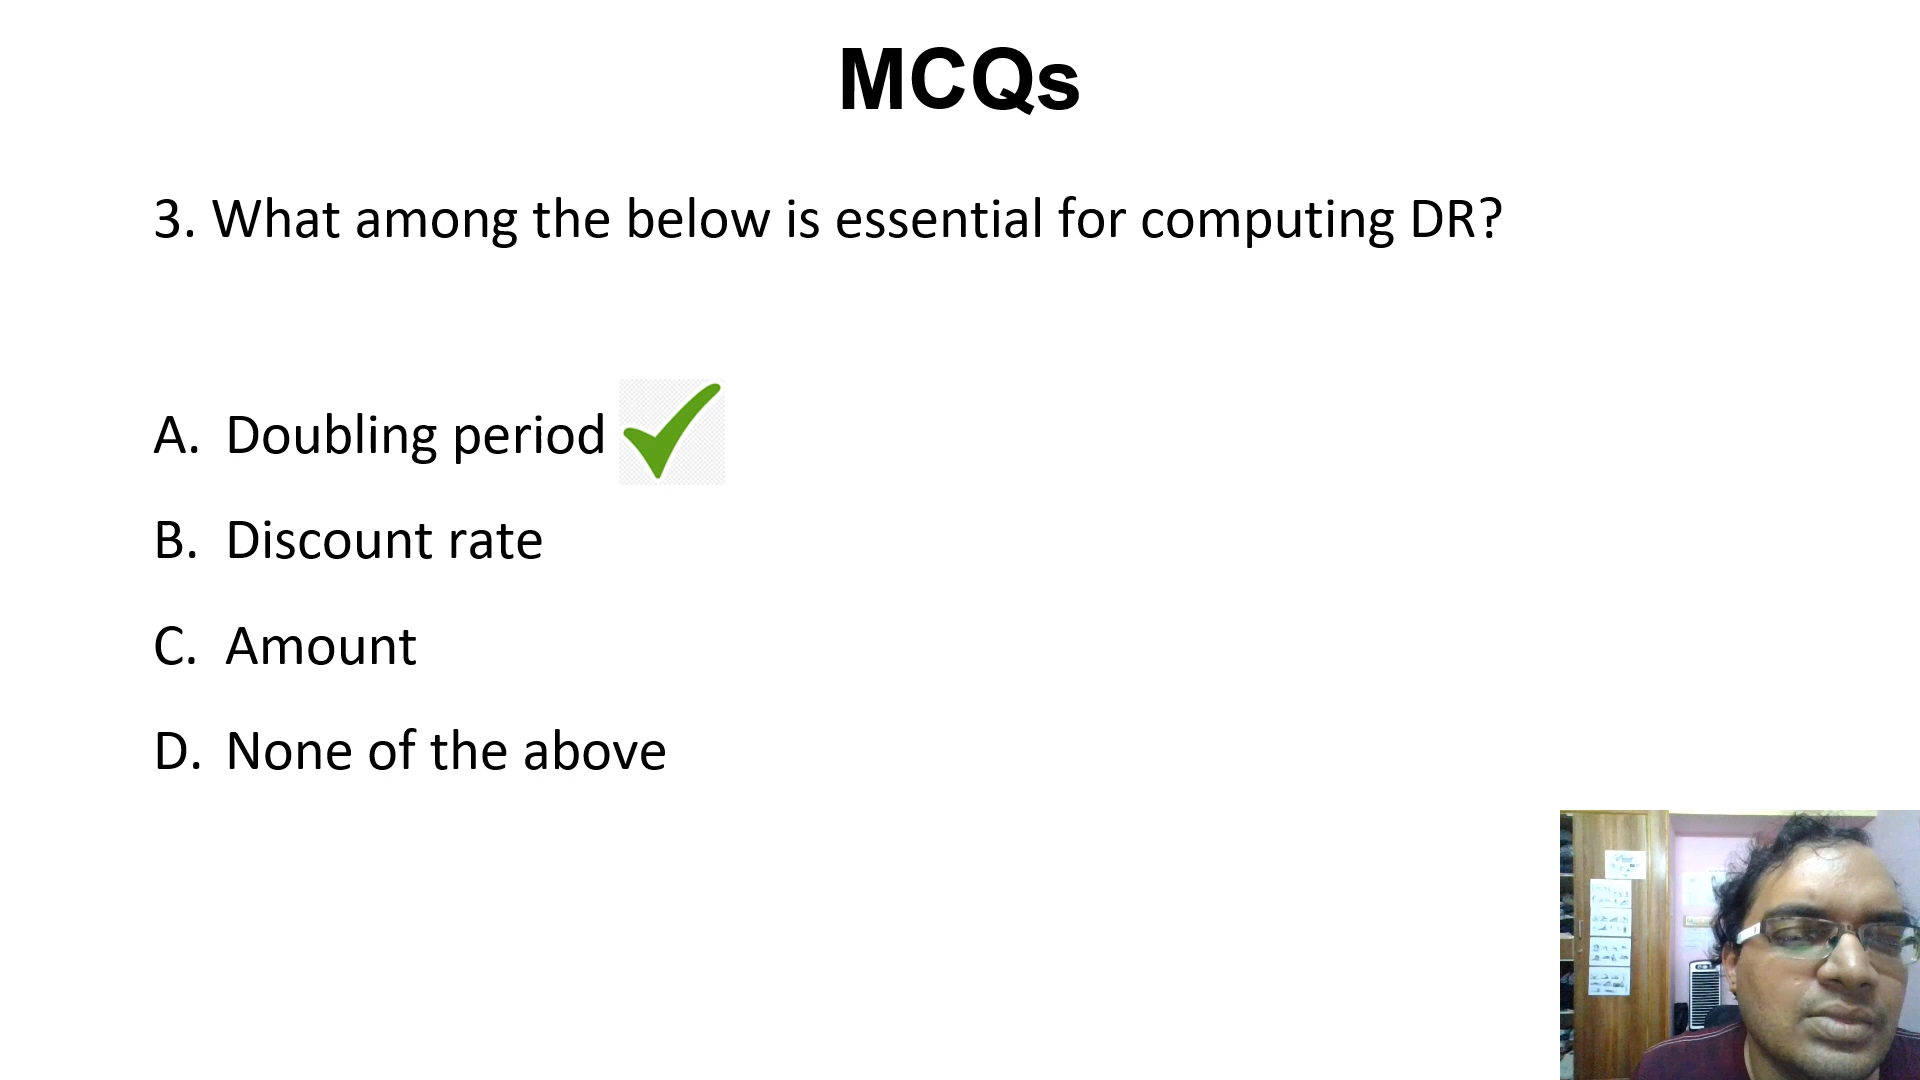 MCQs
3. What among the below is essential for computing DR?
A. Doubling period
B. Discount rate
C. Amount
D. None of the above